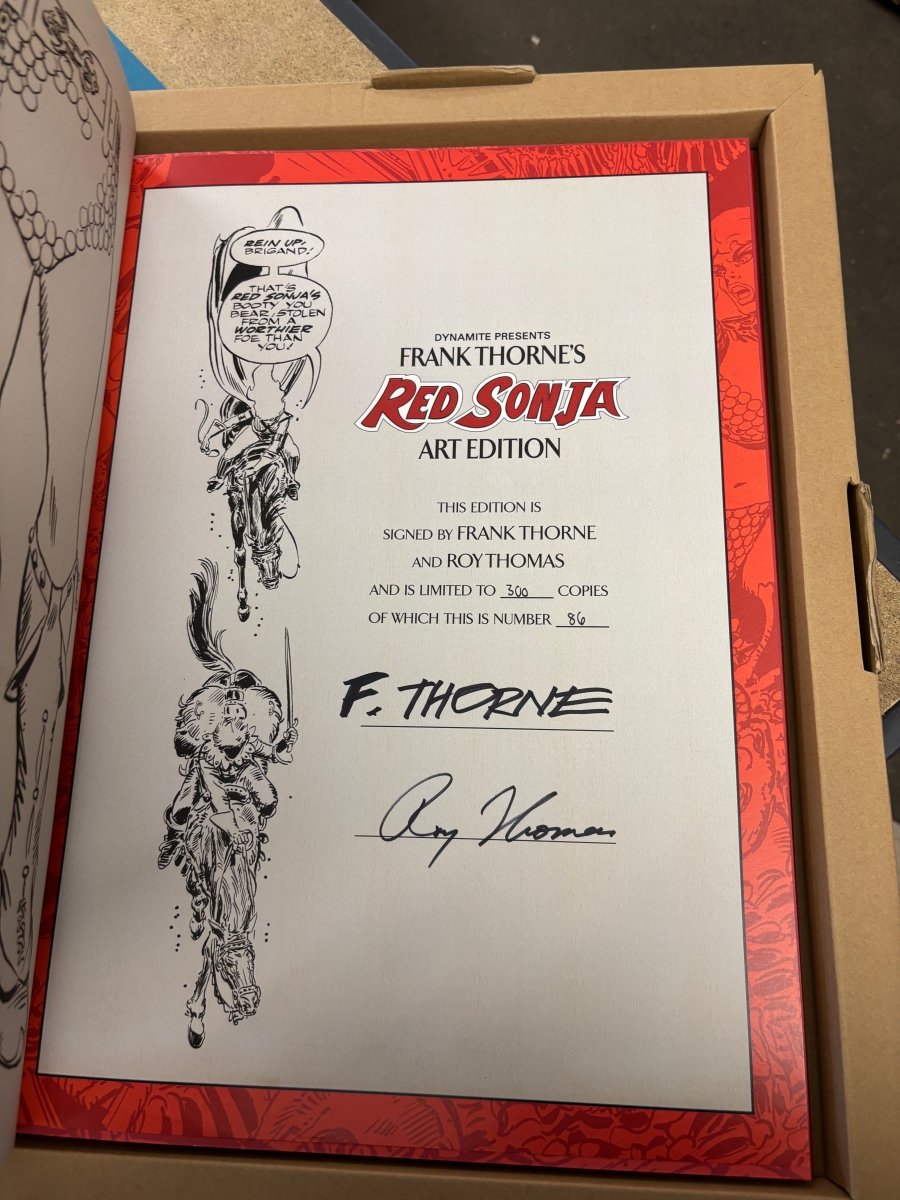 REIN UP,
BRIGAND!
THAT'S
RED SONJA'S
BOOTY YOU
BEAR, STOLEN
FROM A
WORTHIER
FOE THAN
YOU!
DYNAMITE PRESENTS
FRANK THORNE'S
RED SONJA
ART EDITION
THIS EDITION IS
SIGNED BY FRANK THORNE
AND ROY THOMAS
AND IS LIMITED TO 300 COPIES
OF WHICH THIS IS NUMBER 86
F. THORNE
Roy Thomas